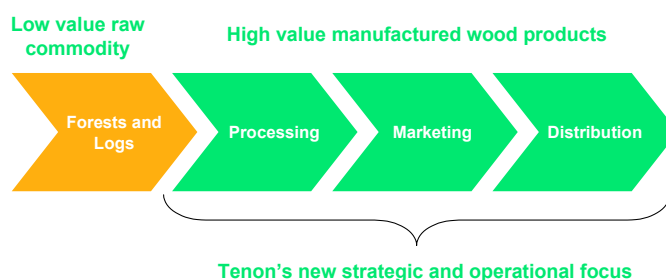 Low value raw
commodity
High value manufactured wood products
Forests and
Logs
Processing
Marketing
Distribution
Tenon's new strategic and operational focus